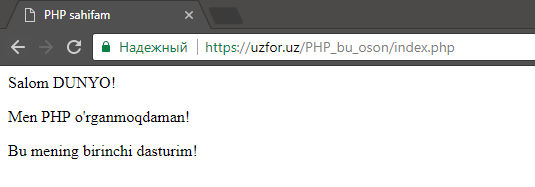 PHP sahifam
Надежный https://uzfor.uz/PHP_bu_oson/index.php
Salom DUNYO!
Men PHP o'rganmoqdaman!
Bu mening birinchi dasturim!